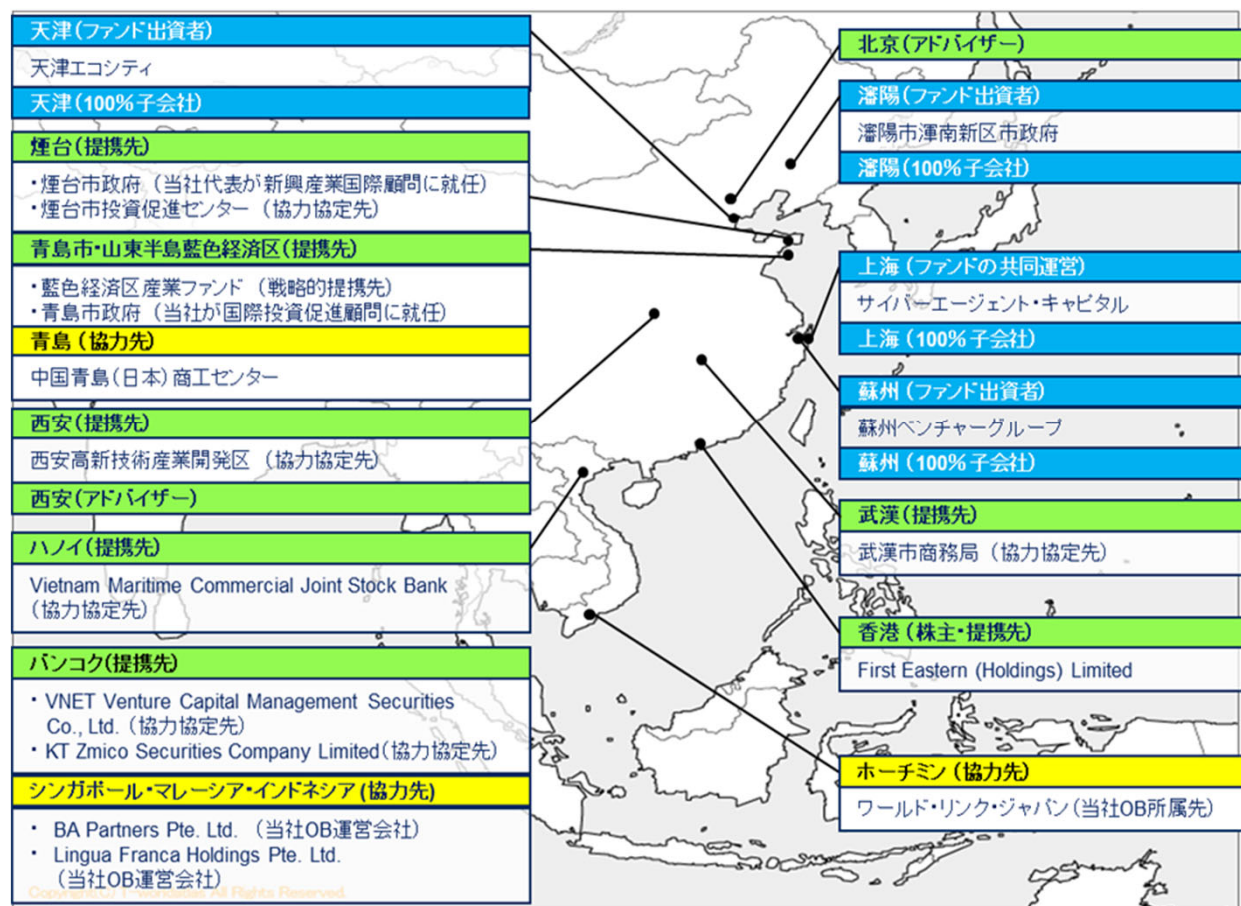 天津(ファンド出資者)
天津エコシティ
天津(100%子会社)
煙台(提携先)
・煙台市政府 (当社代表が新興産業国際顧問に就任)
・煙台市投資促進センター (協力協定先)
青島市・山東半島藍色経済区(提携先)
・藍色経済区産業ファンド (戦略的提携先)
・青島市政府 (当社が国際投資促進顧問に就任)
青島 (協力先)
中国青島(日本)商工センター
西安(提携先)
西安高新技術産業開発区 (協力協定先)
西安(アドバイザー)
ハノイ(提携先)
Vietnam Maritime Commercial Joint Stock Bank
(協力協定先)
バンコク(提携先)
・ VNET Venture Capital Management Securities
Co., Ltd. (協力協定先)
・ KT Zmico Securities Company Limited(協力協定先)
シンガポール・マレーシア・インドネシア (協力先)
・ BA Partners Pte. Ltd. (当社OB運営会社)
・ Lingua Franca Holdings Pte. Ltd.
(当社OB運営会社)
北京(アドバイザー)
瀋陽(ファンド出資者)
瀋陽市渾南新区市政府
瀋陽(100%子会社)
上海(ファンドの共同運営)
サイバーエージェント・キャピタル
上海(100%子会社)
蘇州(ファンド出資者)
蘇州ベンチャーグループ
蘇州(100%子会社)
武漢(提携先)
武漢市商務局 (協力協定先)
香港(株主・提携先)
First Eastern (Holdings) Limited
ホーチミン (協力先)
ワールド・リンク・ジャパン(当社OB所属先)
All Rights Reserved.